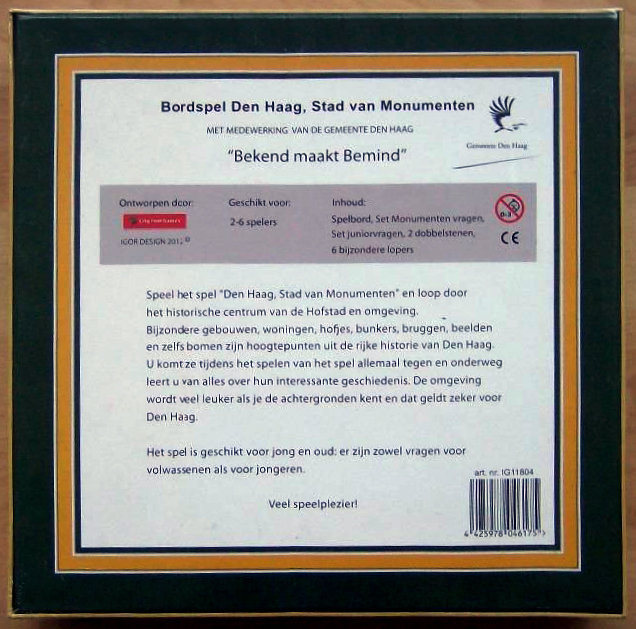 Bordspel Den Haag, Stad van Monumenten
MET MEDEWERKING VAN DE GEMEENTE DEN HAAG
"Bekend maakt Bemind"
Gemeente Den Haag
Ontworpen door:
IGOR DESIGN 2012 ©
Geschikt voor:
2-6 spelers
Inhoud:
Spelbord, Set Monumenten vragen,
Set juniorvragen, 2 dobbelstenen,
6 bijzondere lopers
0-3
CE
Speel het spel "Den Haag, Stad van Monumenten" en loop door
het historische centrum van de Hofstad en omgeving.
Bijzondere gebouwen, woningen, hofjes, bunkers, bruggen, beelden
en zelfs bomen zijn hoogtepunten uit de rijke historie van Den Haag.
U komt ze tijdens het spelen van het spel allemaal tegen en onderweg
leert u van alles over hun interessante geschiedenis. De omgeving
wordt veel leuker als je de achtergronden kent en dat geldt zeker voor
Den Haag.
Het spel is geschikt voor jong en oud: er zijn zowel vragen voor
volwassenen als voor jongeren.
Veel speelplezier!
art. nr. IG11804
4 425978 046175 >